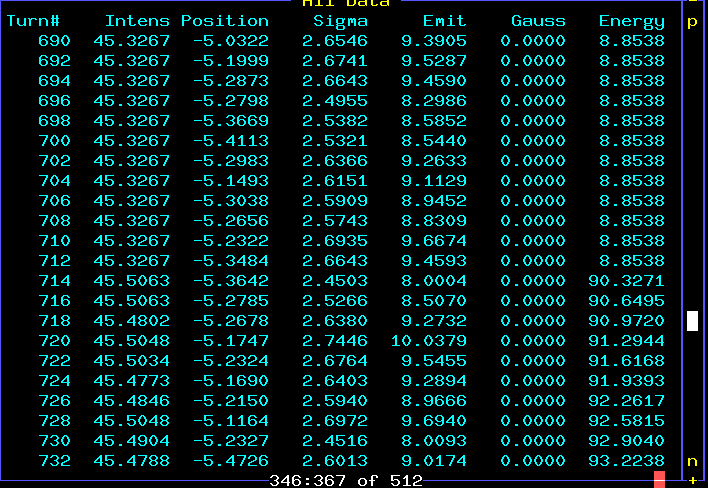 All Data
Turn# Intens Position Sigma Emit Gauss Energy p
690 45.3267 -5.0322 2.6546 9.3905 0.0000 8.8538
692 45.3267 -5.1999 2.6741 9.5287 0.0000 8.8538
694 45.3267 -5.2873 2.6643 9.4590 0.0000 8.8538
696 45.3267 -5.2798 2.4955 8.2986 0.0000 8.8538
698 45.3267 -5.3669 2.5382 8.5852 0.0000 8.8538
700 45.3267 -5.4113 2.5321 8.5440 0.0000 8.8538
702 45.3267 -5.2983 2.6366 9.2633 0.0000 8.8538
704 45.3267 -5.1493 2.6151 9.1129 0.0000 8.8538
706 45.3267 -5.3038 2.5909 8.9452 0.0000 8.8538
708 45.3267 -5.2656 2.5743 8.8309 0.0000 8.8538
710 45.3267 -5.2322 2.6935 9.6674 0.0000 8.8538
712 45.3267 -5.3484 2.6643 9.4593 0.0000 8.8538
714 45.5063 -5.3642 2.4503 8.0004 0.0000 90.3271
716 45.5063 -5.2785 2.5266 8.5070 0.0000 90.6495
718 45.4802 -5.2678 2.6380 9.2732 0.0000 90.9720
720 45.5048 -5.1747 2.7446 10.0379 0.0000 91.2944
722 45.5034 -5.2324 2.6764 9.5455 0.0000 91.6168
724 45.4773 -5.1690 2.6403 9.2894 0.0000 91.9393
726 45.4846 -5.2150 2.5940 8.9666 0.0000 92.2617
728 45.5048 -5.1164 2.6972 9.6940 0.0000 92.5815
730 45.4904 -5.2327 2.4516 8.0093 0.0000 92.9040
732 45.4788 -5.4726 2.6013 9.0174 0.0000 93.2238 n
346:367 of 512 +